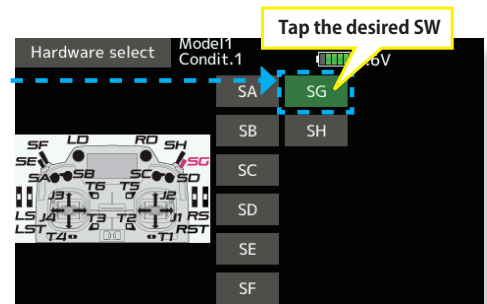 Tap the desired SW
Hardware select
Model1
Condit.1
6V
SA
SG
SB
SH
SC
SD
SE
SF
SF LD RD SH
SE SG
SA SB SC SD
T6 T5
J3 J2
LS J4 T3 T2 J1 RS
LST T4 T1 RST